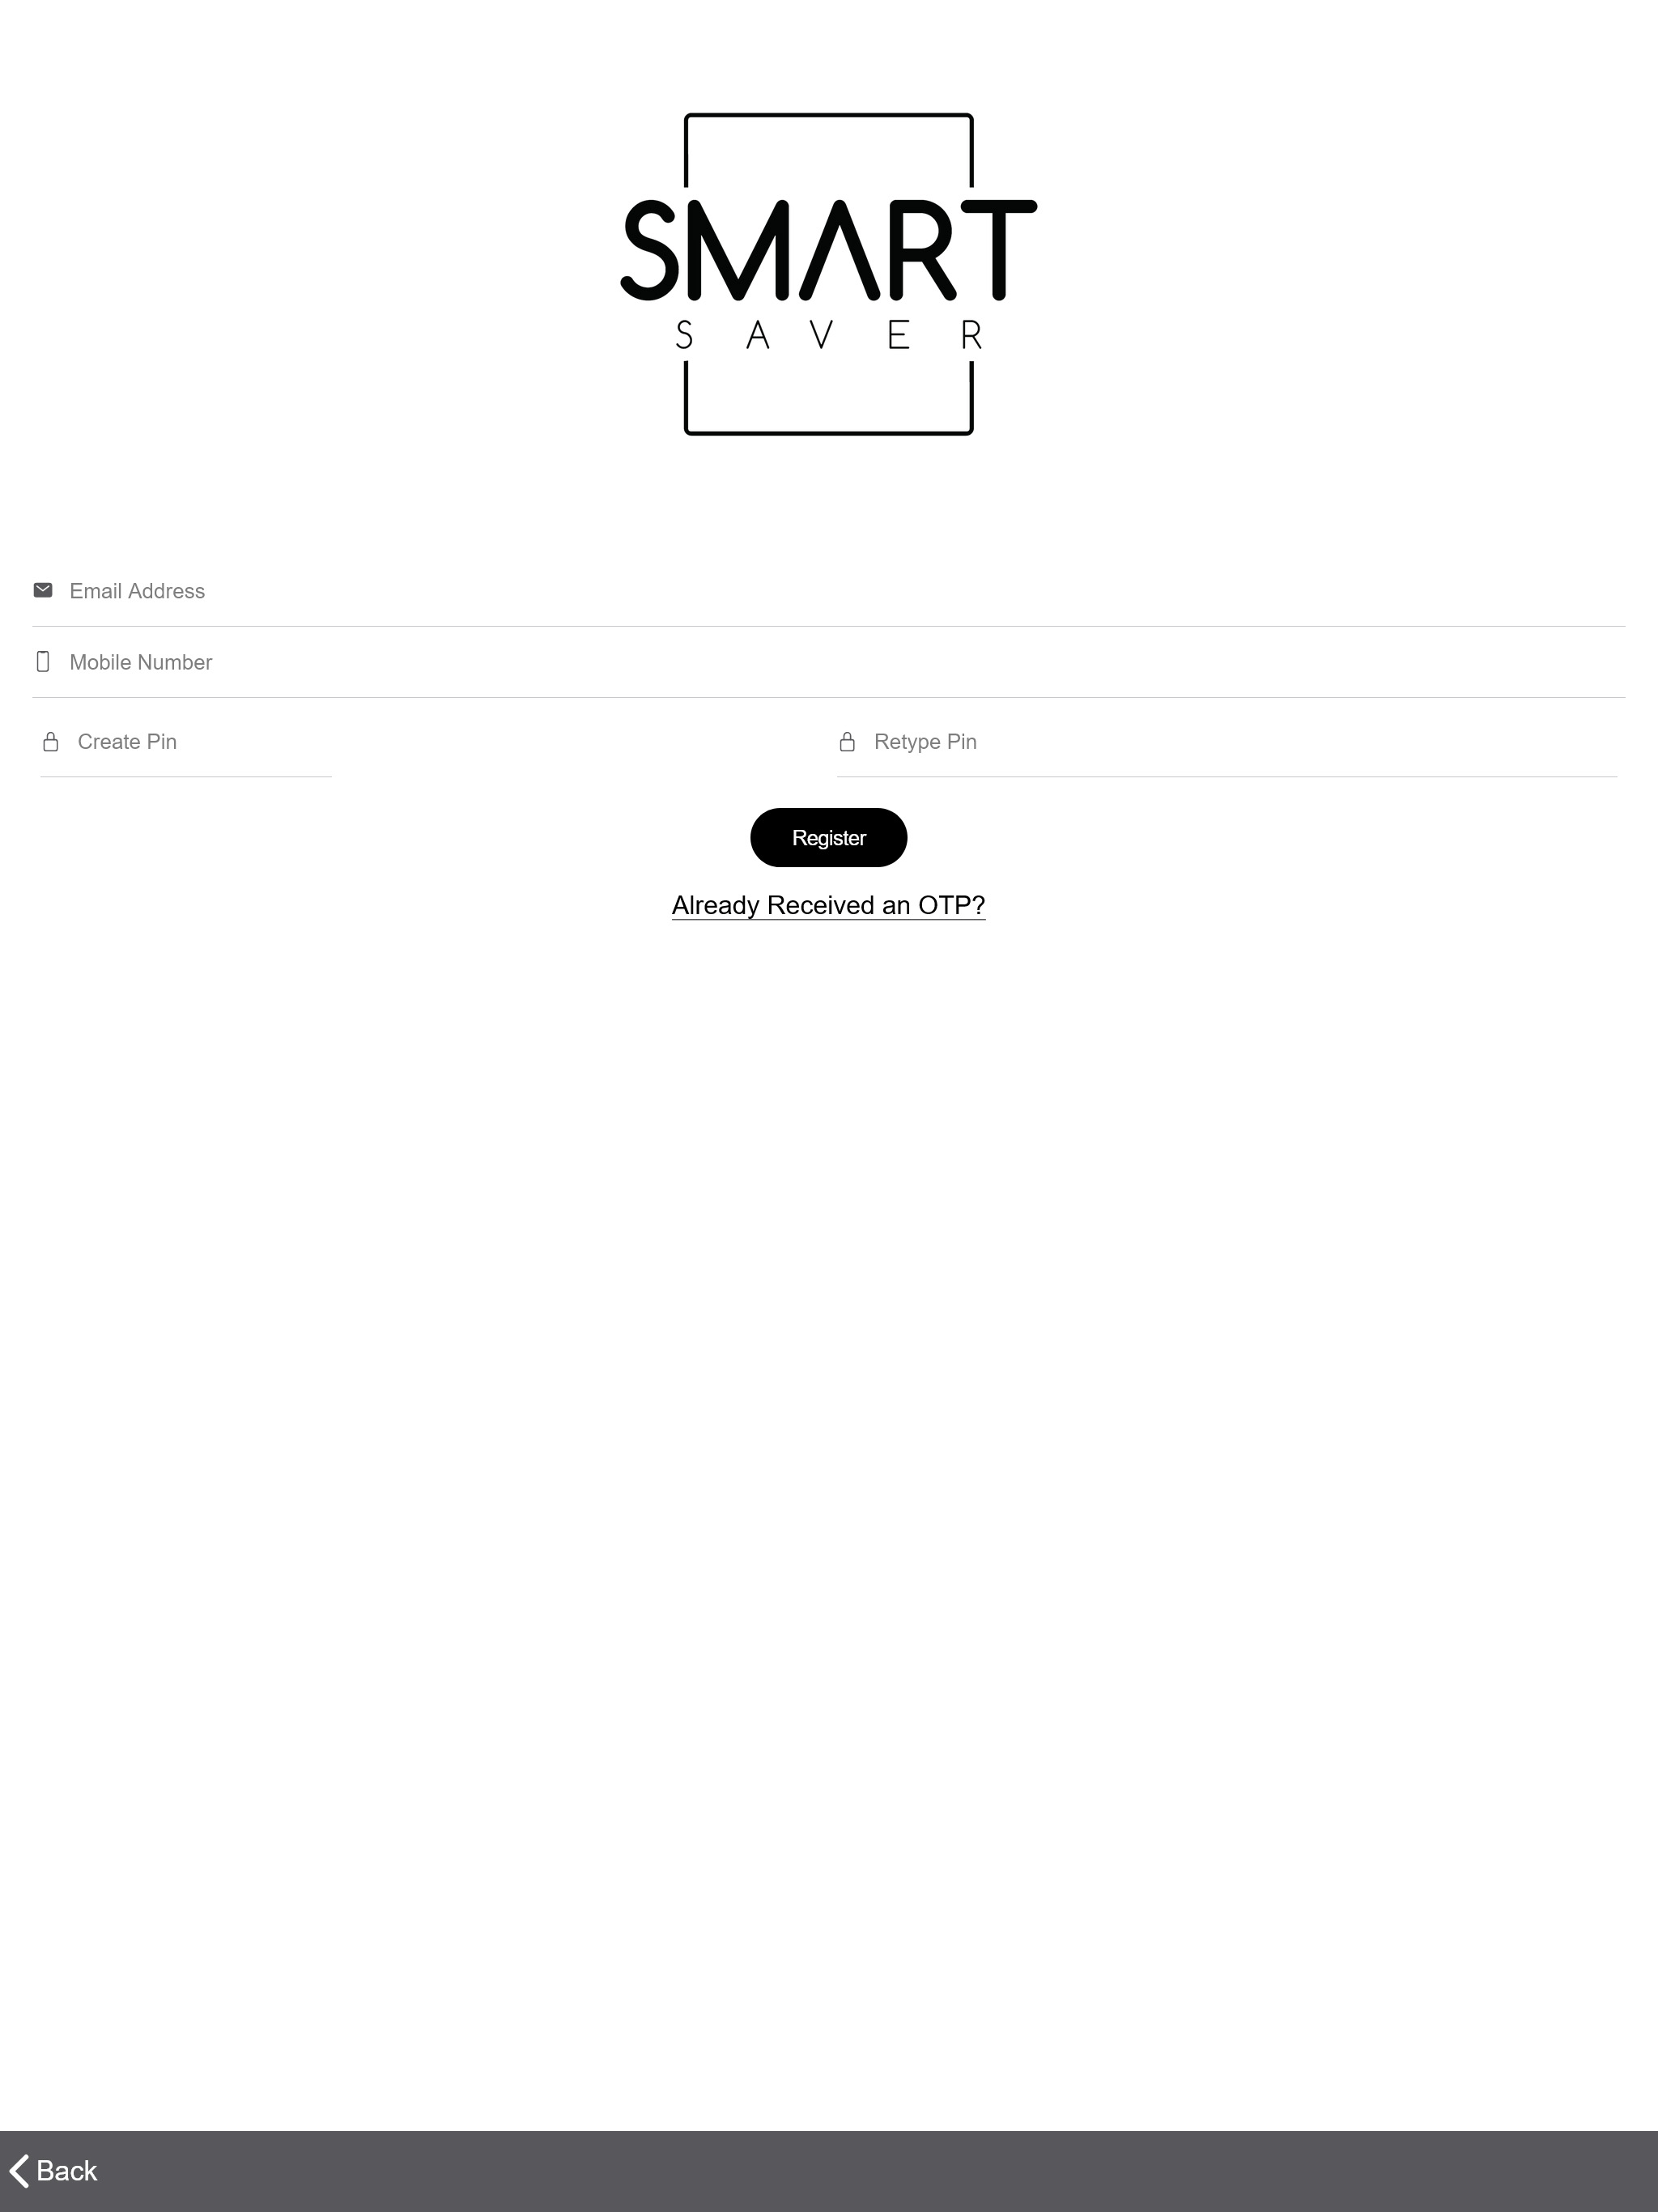 SMART
SAVER
Email Address
Mobile Number
Create Pin
Retype Pin
Register
Already Received an OTP?
Back